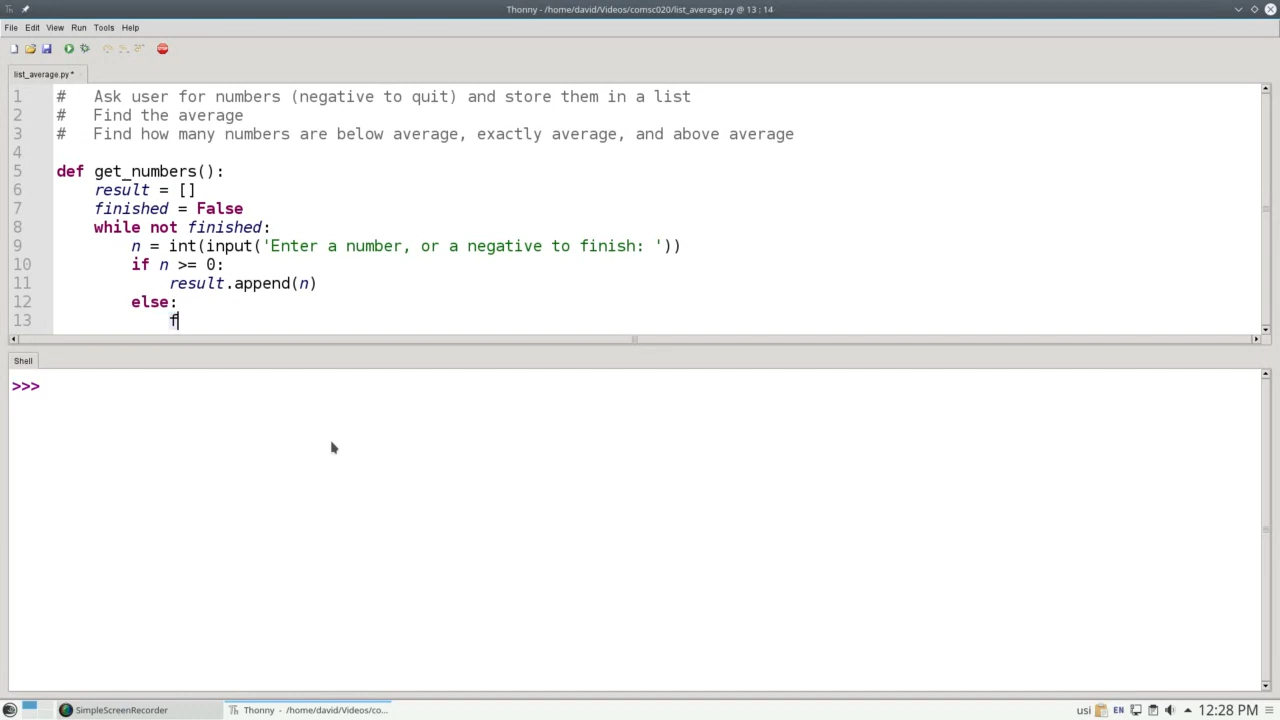 Thonny - /home/david/Videos/comsc020/list_average.py @ 13 : 14
File Edit View Run Tools Help
list_average.py *
1 # Ask user for numbers (negative to quit) and store them in a list
2 # Find the average
3 # Find how many numbers are below average, exactly average, and above average
4
5 def get_numbers():
6 result = []
7 finished = False
8 while not finished:
9 n = int(input('Enter a number, or a negative to finish: '))
10 if n >= 0:
11 result.append(n)
12 else:
13 f
Shell
>>>
SimpleScreenRecorder Thonny - /home/david/Videos/co... usi EN 12:28 PM